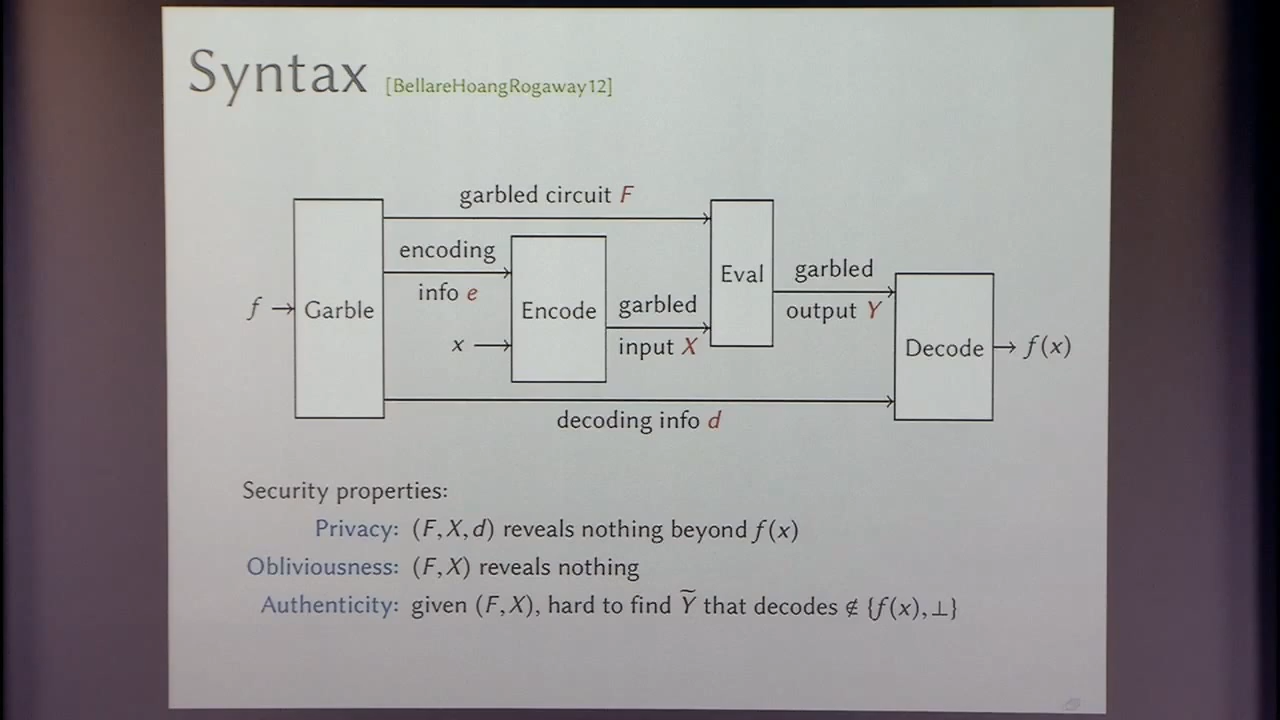 Syntax [BellareHoangRogaway12]
garbled circuit F
encoding
info e
f → Garble
x
Encode
garbled
input X
Eval
garbled
output Y
Decode → f(x)
decoding info d
Security properties:
Privacy: (F, X, d) reveals nothing beyond f(x)
Obliviousness: (F, X) reveals nothing
Authenticity: given (F, X), hard to find Ỹ that decodes ∉ {f(x), ⊥}